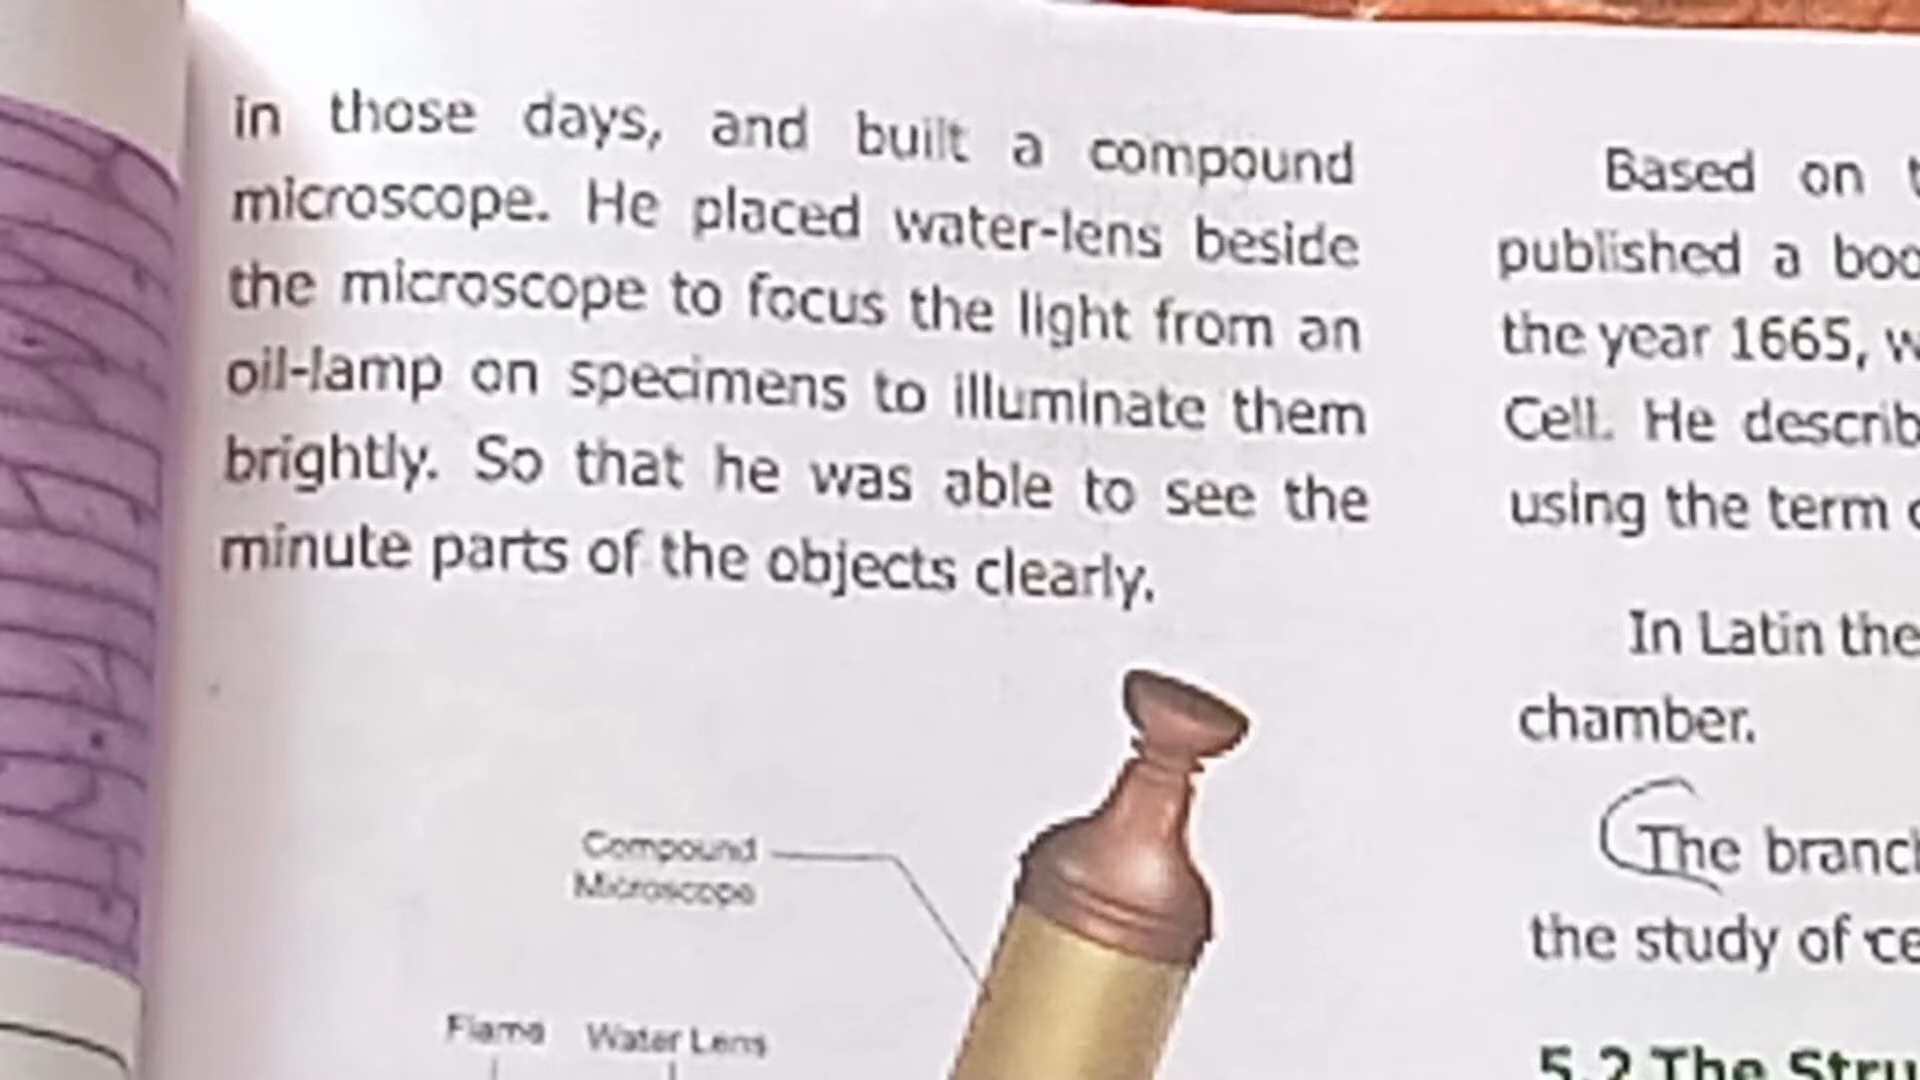 in those days, and built a compound
microscope. He placed water-lens beside
the microscope to focus the light from an
oil-lamp on specimens to illuminate them
brightly. So that he was able to see the
minute parts of the objects clearly.
Compound
Microscope
Flame Water Lens
Based on
published a
the year 1665,
Cell. He
using the term
In Latin the
chamber.
The
the study of
5.2 The